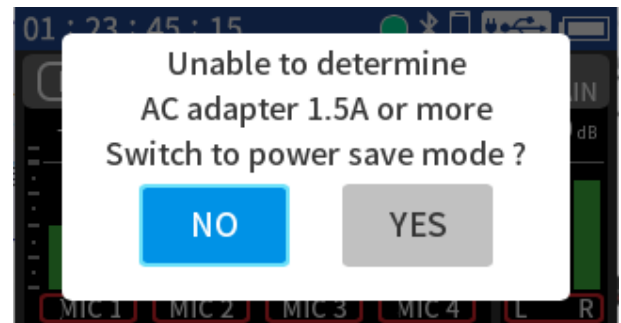 01 : 23 : 45 : 15
Unable to determine
AC adapter 1.5A or more
Switch to power save mode ?
NO
YES
dB
MIC 1 MIC 2 MIC 3 MIC 4 L R